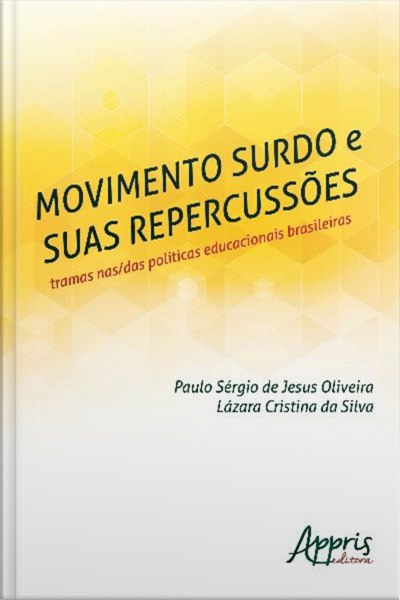 MOVIMENTO SURDO e
SUAS REPERCUSSÕES
tramas nas/das políticas educacionais brasileiras
Paulo Sérgio de Jesus Oliveira
Lázara Cristina da Silva
Appris
editora